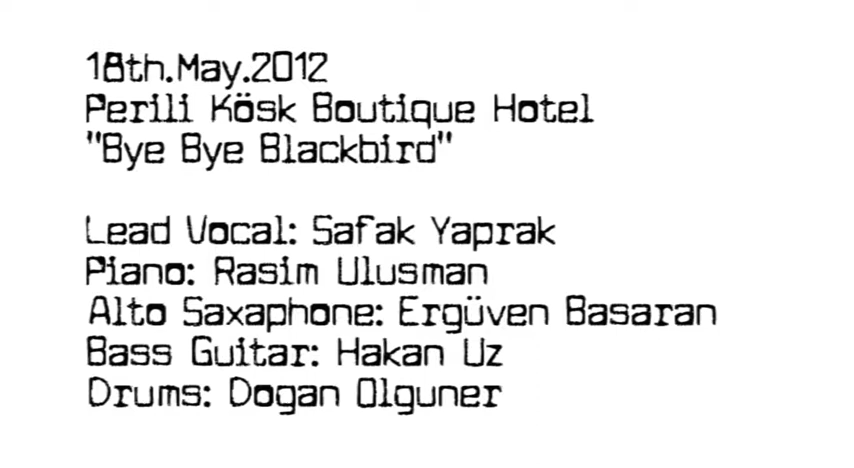 18th.May.2012
Perili Kösk Boutique Hotel
"Bye Bye Blackbird"
Lead Vocal: Safak Yaprak
Piano: Rasim Ulusman
Alto Saxaphone: Ergüven Basaran
Bass Guitar: Hakan Uz
Drums: Dogan Olguner